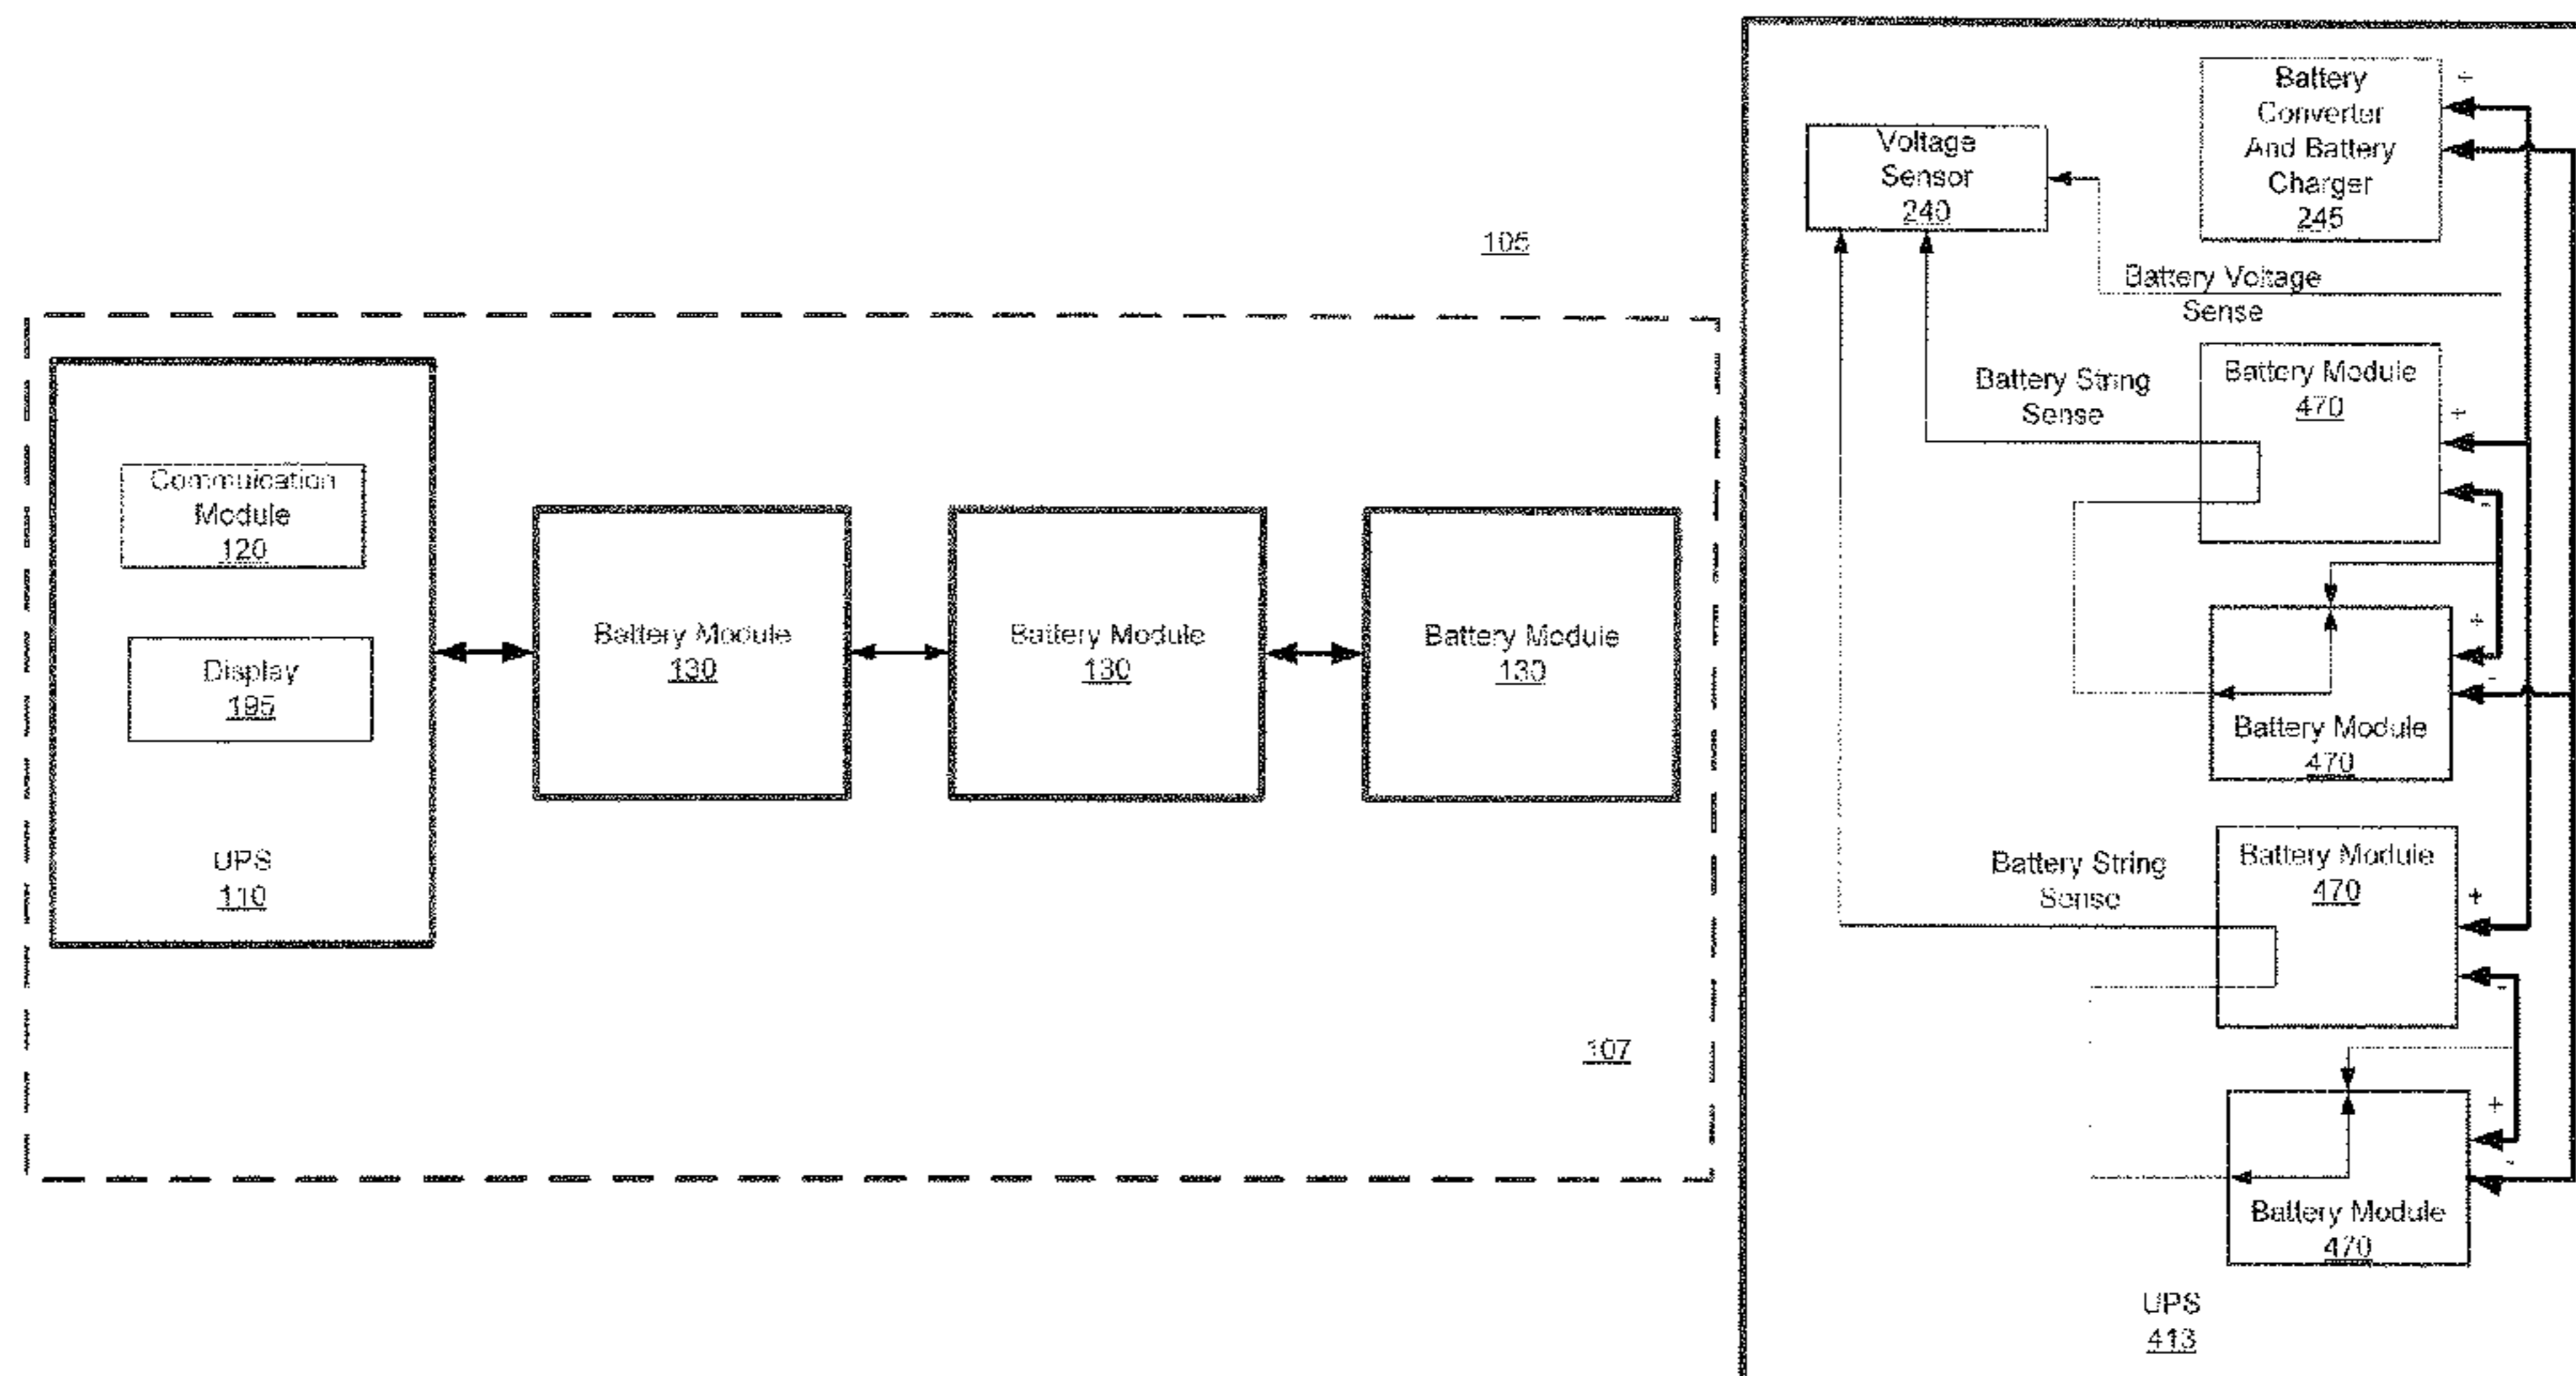 105
Commuication
Module
120
Display
195
UPS
110
Battery Module
130
Battery Module
130
Battery Module
130
107
Voltage
Sensor
240
Battery
Converter
And Battery
Charger
245
+
Battery Voltage
Sense
Battery String
Sense
Battery Module
470
+
-
Battery Module
470
+
-
Battery String
Sense
Battery Module
470
+
-
Battery Module
470
+
-
UPS
413